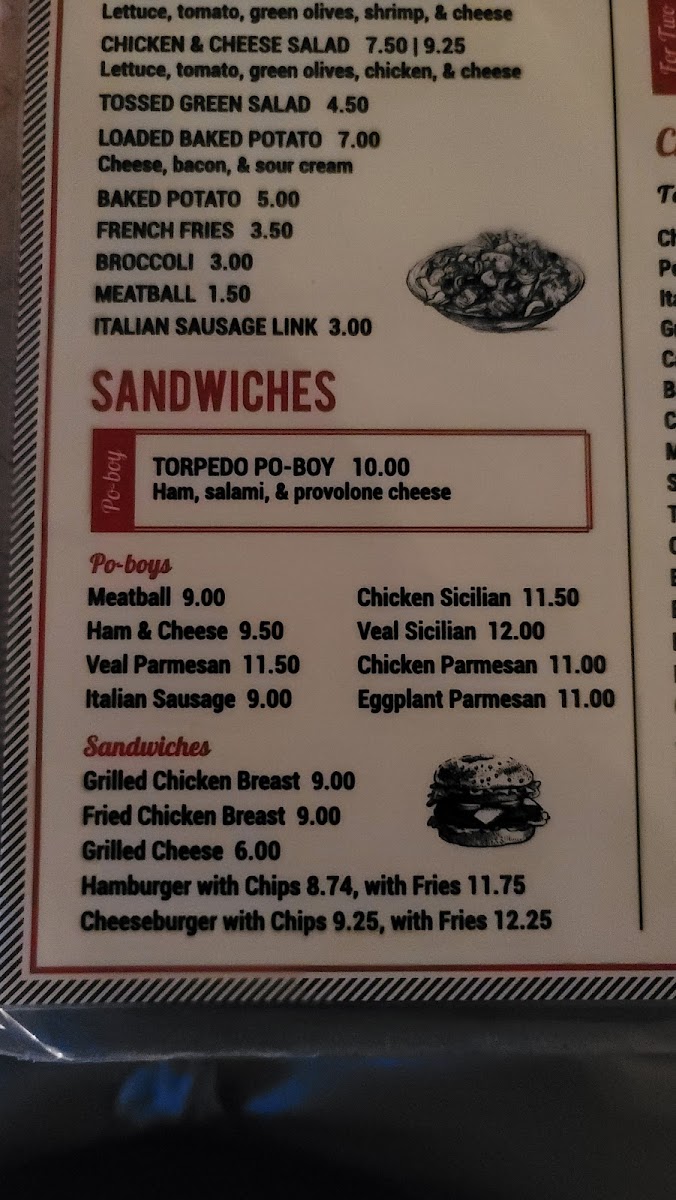 Lettuce, tomato, green olives, shrimp, & cheese
CHICKEN & CHEESE SALAD 7.50 | 9.25
Lettuce, tomato, green olives, chicken, & cheese
TOSSED GREEN SALAD 4.50
LOADED BAKED POTATO 7.00
Cheese, bacon, & sour cream
BAKED POTATO 5.00
FRENCH FRIES 3.50
BROCCOLI 3.00
MEATBALL 1.50
ITALIAN SAUSAGE LINK 3.00
SANDWICHES
Po-boy
TORPEDO PO-BOY 10.00
Ham, salami, & provolone cheese
Po-boys
Meatball 9.00
Ham & Cheese 9.50
Veal Parmesan 11.50
Italian Sausage 9.00
Chicken Sicilian 11.50
Veal Sicilian 12.00
Chicken Parmesan 11.00
Eggplant Parmesan 11.00
Sandwiches
Grilled Chicken Breast 9.00
Fried Chicken Breast 9.00
Grilled Cheese 6.00
Hamburger with Chips 8.74, with Fries 11.75
Cheeseburger with Chips 9.25, with Fries 12.25
For Two